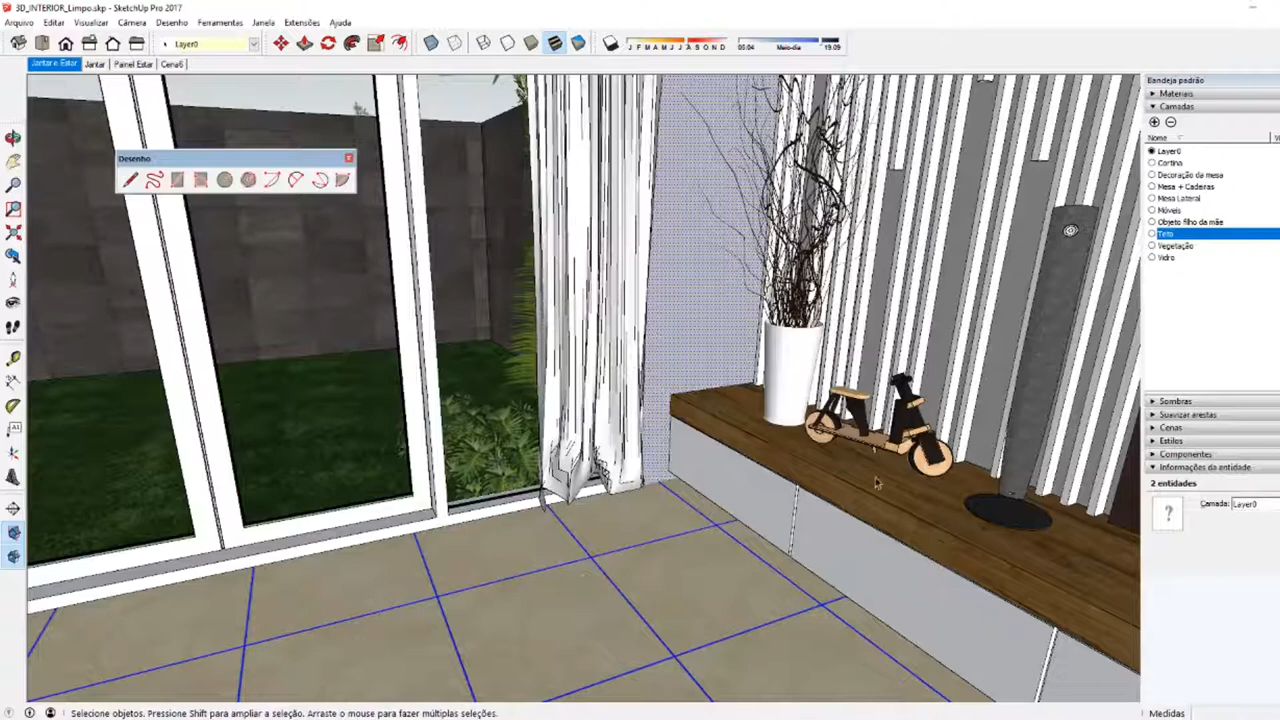 3D_INTERIOR_Limpo.skp - SketchUp Pro 2017
Arquivo Editar Visualizar Câmera Desenho Ferramentas Janela Extensões Ajuda
Layer0
J F M A M J J A S O N D
05:04 Meio-dia 19:09
Jantar e Estar Jantar Painel Estar Cena6
Desenho
Bandeja padrão
Materiais
Camadas
Nome
Layer0
Cortina
Decoração da mesa
Mesa + Cadeiras
Mesa Lateral
Móveis
Objeto filho da mãe
Teto
Vegetação
Vidro
Sombras
Suavizar arestas
Cenas
Estilos
Componentes
Informações da entidade
2 entidades
Camada: Layer0
Selecione objetos. Pressione Shift para ampliar a seleção. Arraste o mouse para fazer múltiplas seleções.
Medidas